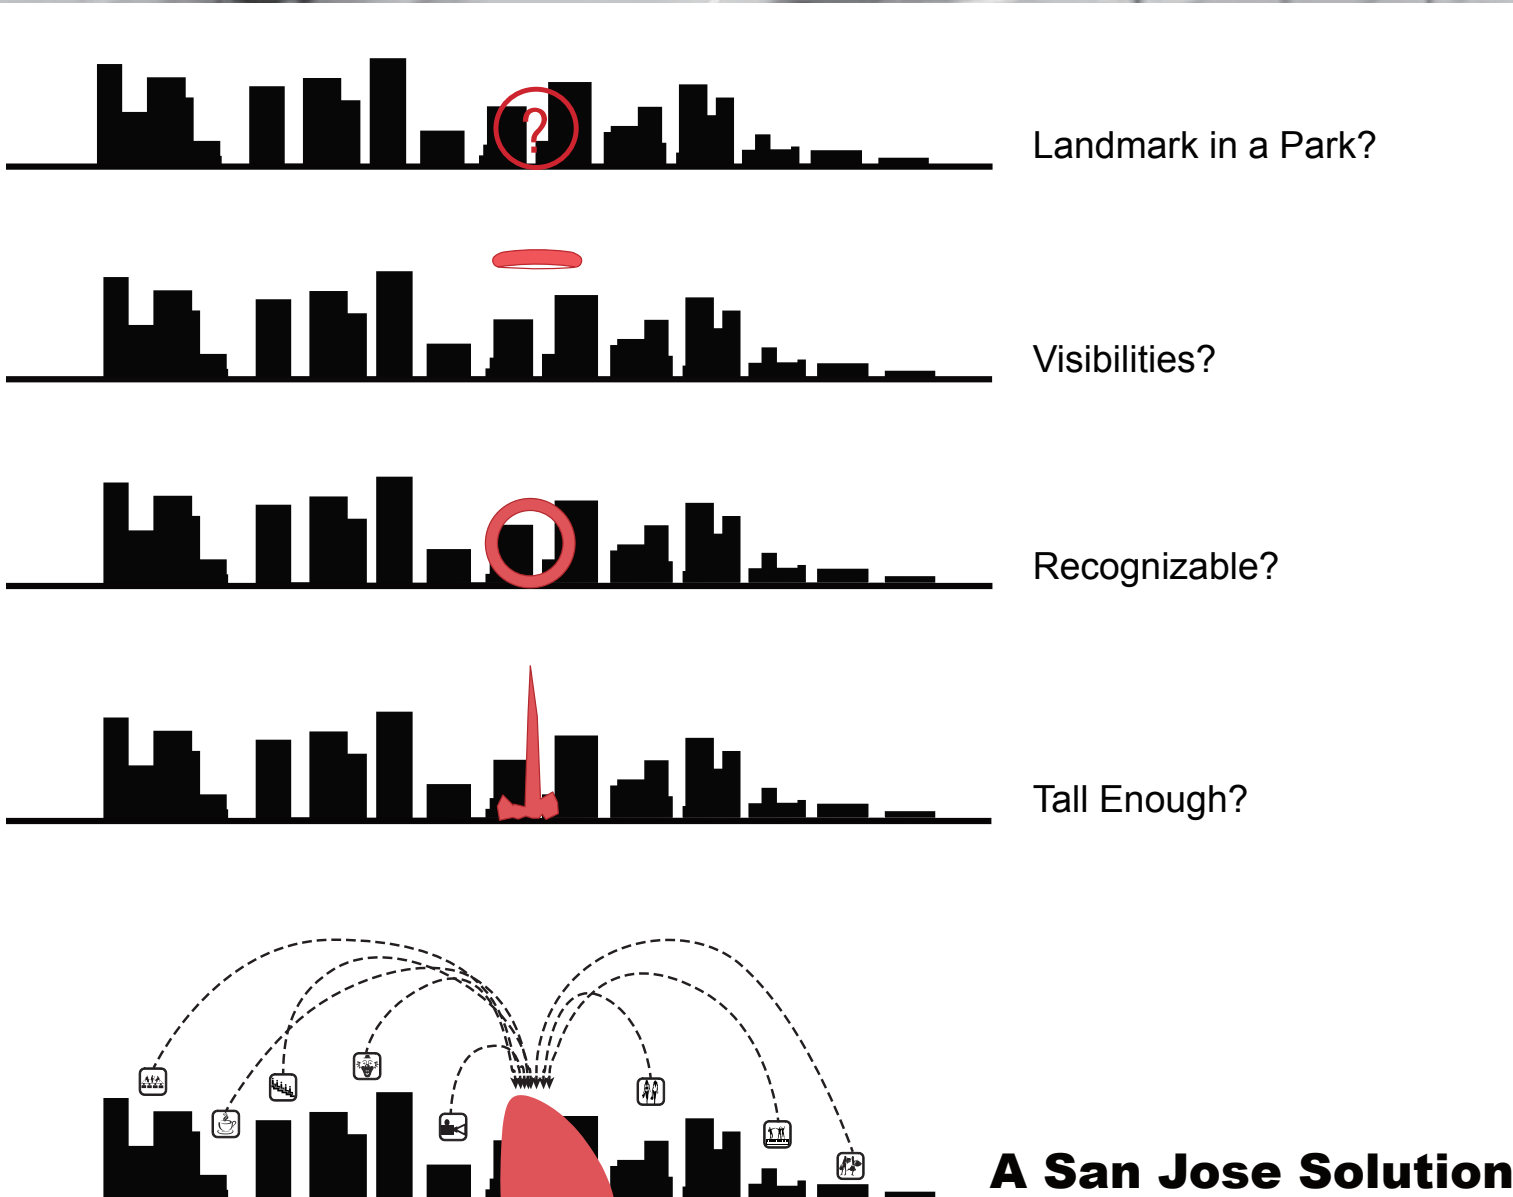 ?
Landmark in a Park?
Visibilities?
Recognizable?
Tall Enough?
A San Jose Solution